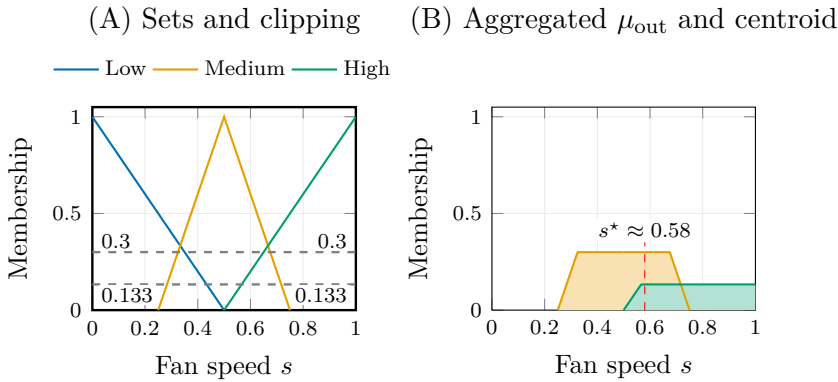 (A) Sets and clipping
Low Medium High
1
0.5
0
Membership
0.3 0.3
0.133 0.133
0 0.2 0.4 0.6 0.8 1
Fan speed s
(B) Aggregated μ_out and centroid
1
0.5
0
Membership
s⋆ ≈ 0.58
0 0.2 0.4 0.6 0.8 1
Fan speed s